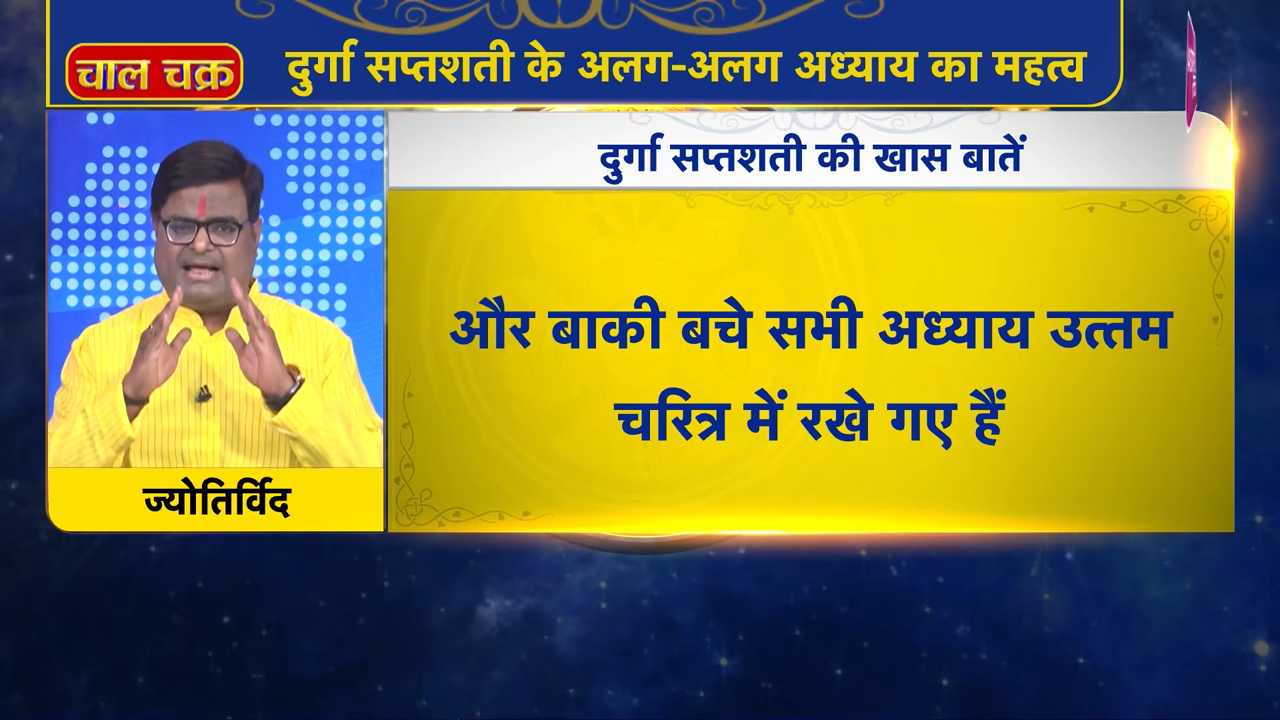 चाल चक्र
दुर्गा सप्तशती के अलग-अलग अध्याय का महत्व
दुर्गा सप्तशती की खास बातें
और बाकी बचे सभी अध्याय उत्तम
चरित्र में रखे गए हैं
ज्योतिर्विद